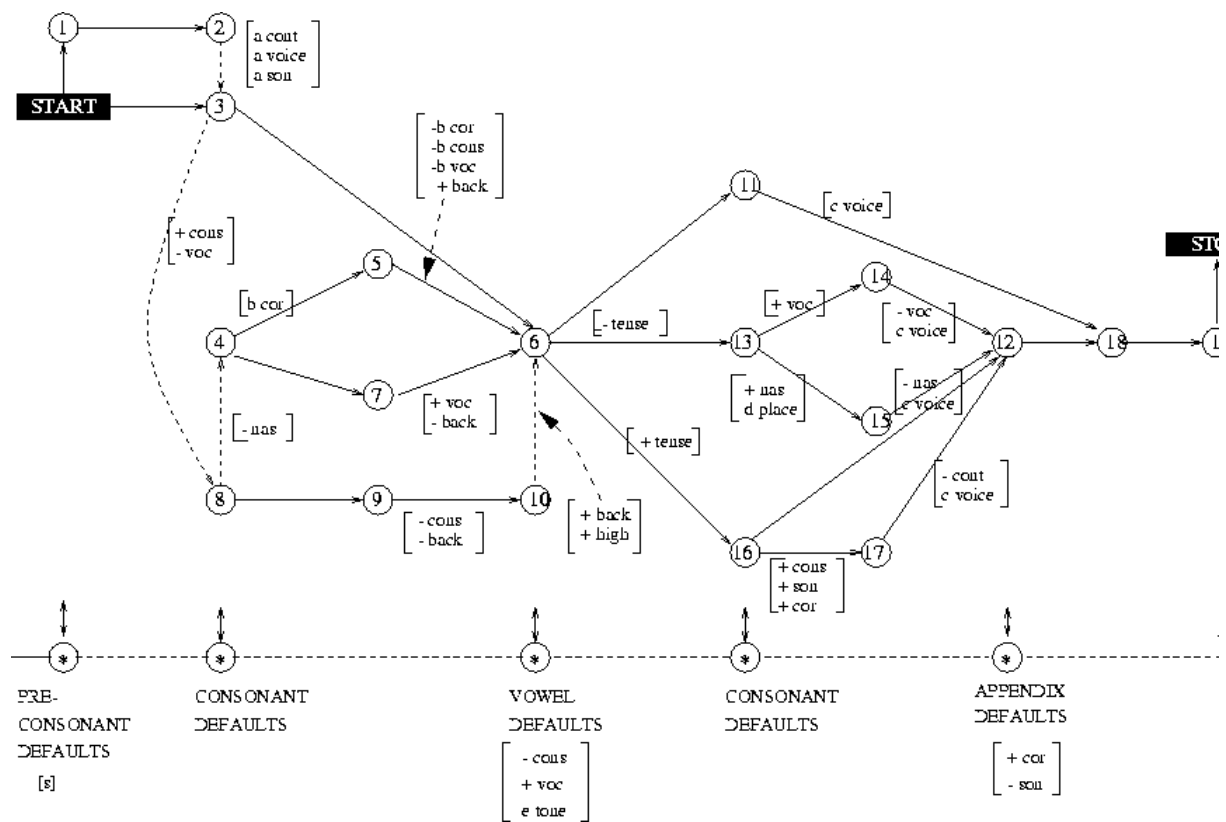 1
2
a cont
a voice
a son
START
3
-b cor
-b cons
-b voc
+ back
11
[c voice]
+ cons
- voc
STO
5
14
[b cor]
[+ voc]
- voc
c voice
[- tense ]
4
6
13
12
18
1
7
+ voc
- back
+ nas
d place
- nas
c voice
15
[- nas ]
[+ tense]
- cont
c voice
8
9
10
- cons
- back
+ back
+ high
16
17
+ cons
+ son
+ cor
*
*
*
*
*
PRE-
CONSONANT
DEFAULTS
[s]
CONSONANT
DEFAULTS
VOWEL
DEFAULTS
- cons
+ voc
e tone
CONSONANT
DEFAULTS
APPENDIX
DEFAULTS
+ cor
- son